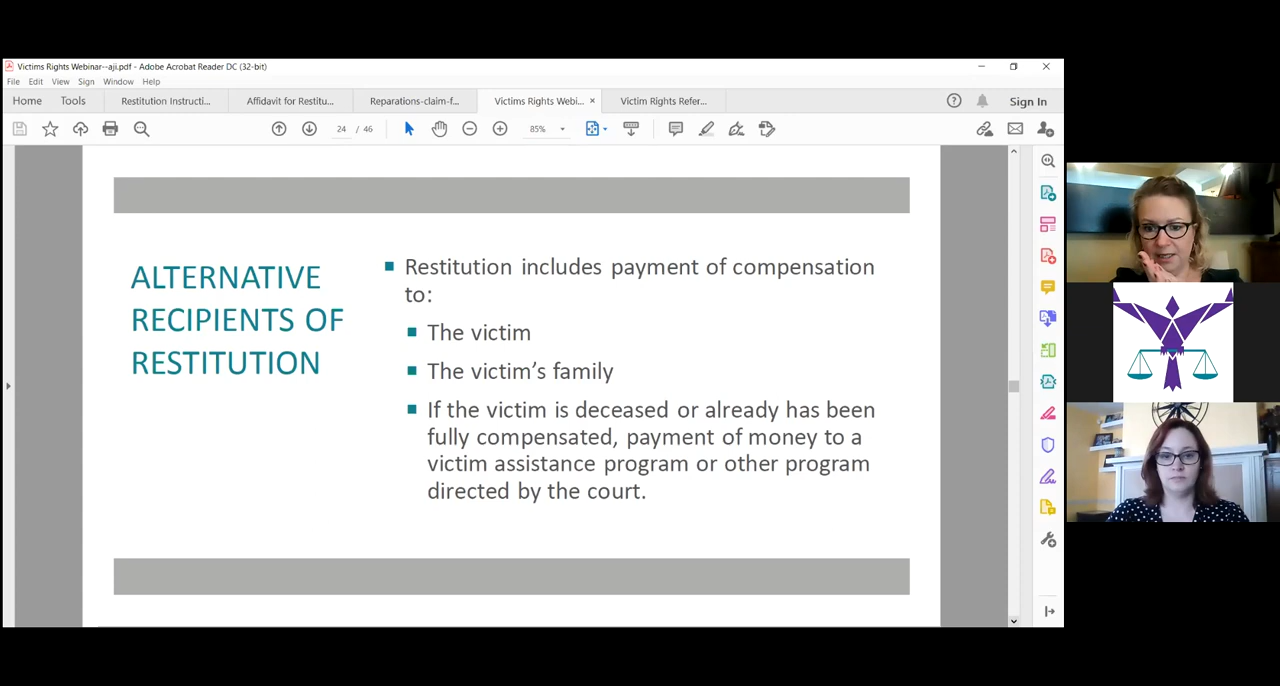 Victims Rights Webinar--aji.pdf - Adobe Acrobat Reader DC (32-bit)
File Edit View Sign Window Help
Home Tools Restitution Instructi... Affidavit for Restitu... Reparations-claim-f... Victims Rights Webi... × Victim Rights Refer... Sign In
24 / 46 85%
ALTERNATIVE
RECIPIENTS OF
RESTITUTION
Restitution includes payment of compensation
to:
The victim
The victim’s family
If the victim is deceased or already has been
fully compensated, payment of money to a
victim assistance program or other program
directed by the court.